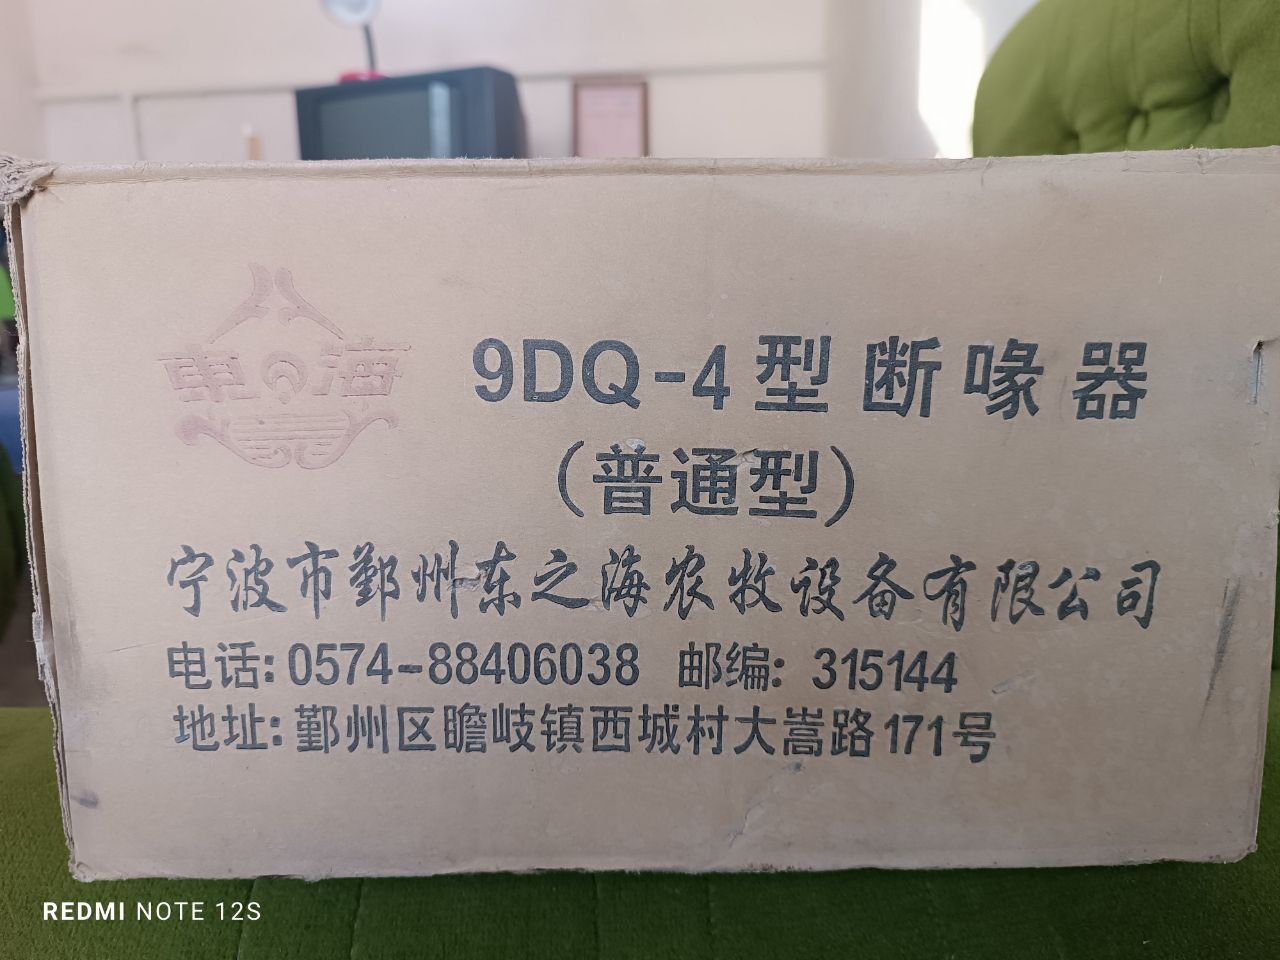 東海
9DQ-4型断喙器
(普通型)
宁波市鄞州东之海农牧设备有限公司
电话: 0574-88406038 邮编: 315144
地址: 鄞州区瞻岐镇西城村大嵩路171号
REDMI NOTE 12S